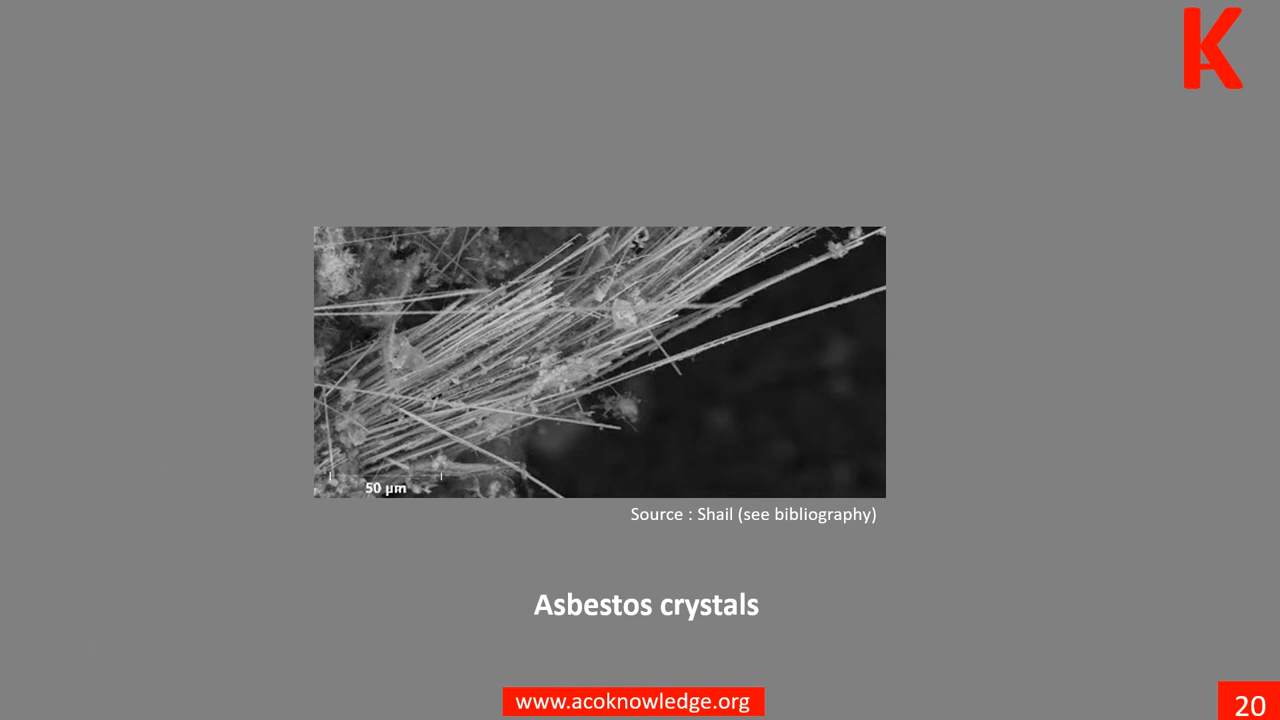 50 µm
Source : Shail (see bibliography)
Asbestos crystals
www.acoknowledge.org
20